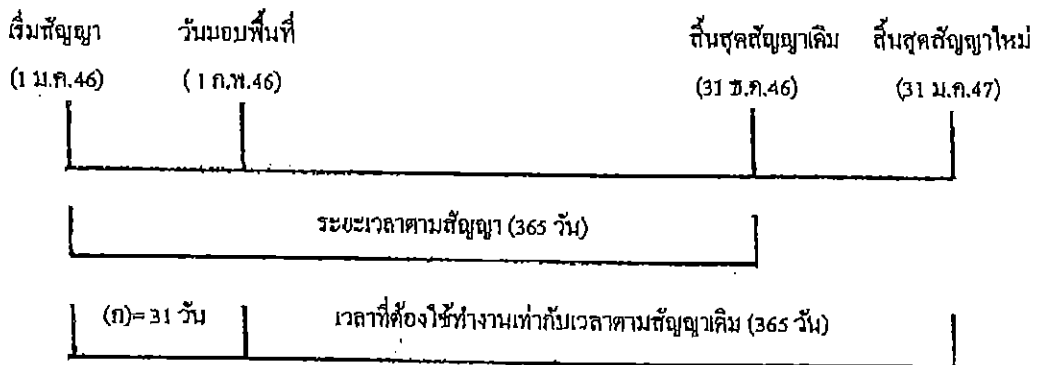 เริ่มสัญญา วันมอบพื้นที่ สิ้นสุดสัญญาเดิม สิ้นสุดสัญญาใหม่
(1 ม.ค.46) ( 1 ก.พ.46) (31 ธ.ค.46) (31 ม.ค.47)
ระยะเวลาตามสัญญา (365 วัน)
(ก)= 31 วัน เวลาที่ต้องใช้ทำงานเท่ากับเวลาตามสัญญาเดิม (365 วัน)